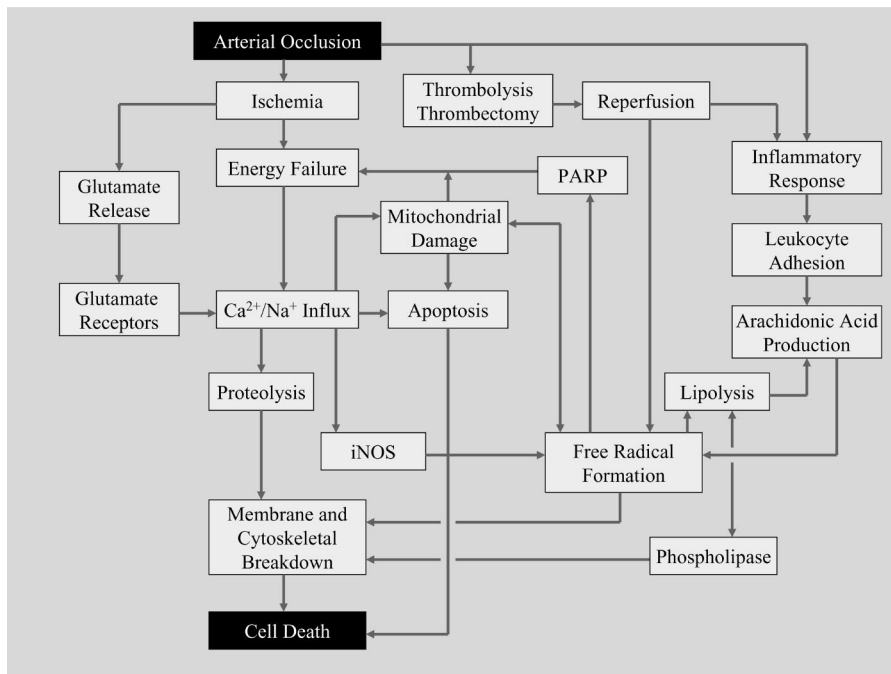 Arterial Occlusion
Ischemia
Thrombolysis
Thrombectomy
Reperfusion
Energy Failure
PARP
Inflammatory
Response
Glutamate
Release
Mitochondrial
Damage
Leukocyte
Adhesion
Glutamate
Receptors
Ca²⁺/Na⁺ Influx
Apoptosis
Arachidonic Acid
Production
Proteolysis
Lipolysis
iNOS
Free Radical
Formation
Membrane and
Cytoskeletal
Breakdown
Phospholipase
Cell Death